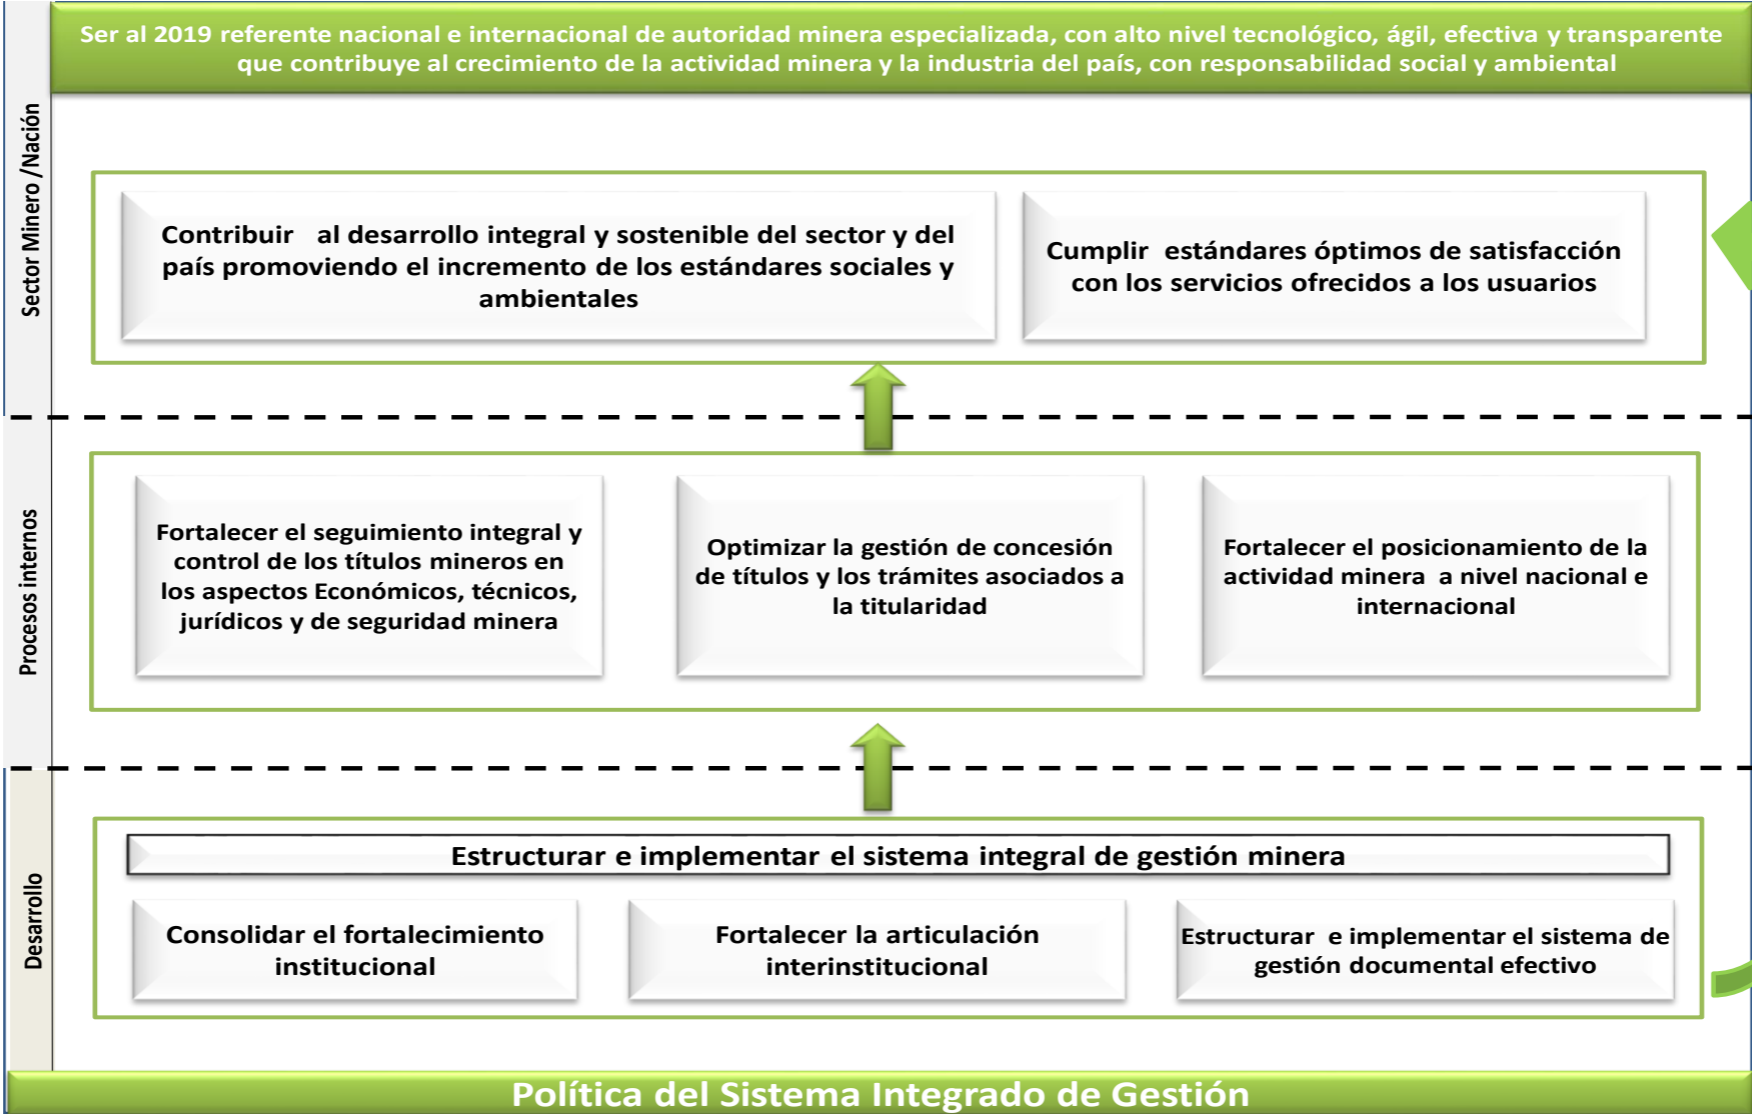 Ser al 2019 referente nacional e internacional de autoridad minera especializada, con alto nivel tecnológico, ágil, efectiva y transparente
que contribuye al crecimiento de la actividad minera y la industria del país, con responsabilidad social y ambiental
Sector Minero /Nación
Contribuir al desarrollo integral y sostenible del sector y del
país promoviendo el incremento de los estándares sociales y
ambientales
Cumplir estándares óptimos de satisfacción
con los servicios ofrecidos a los usuarios
Procesos internos
Fortalecer el seguimiento integral y
control de los títulos mineros en
los aspectos Económicos, técnicos,
jurídicos y de seguridad minera
Optimizar la gestión de concesión
de títulos y los trámites asociados a
la titularidad
Fortalecer el posicionamiento de la
actividad minera a nivel nacional e
internacional
Desarrollo
Estructurar e implementar el sistema integral de gestión minera
Consolidar el fortalecimiento
institucional
Fortalecer la articulación
interinstitucional
Estructurar e implementar el sistema de
gestión documental efectivo
Política del Sistema Integrado de Gestión